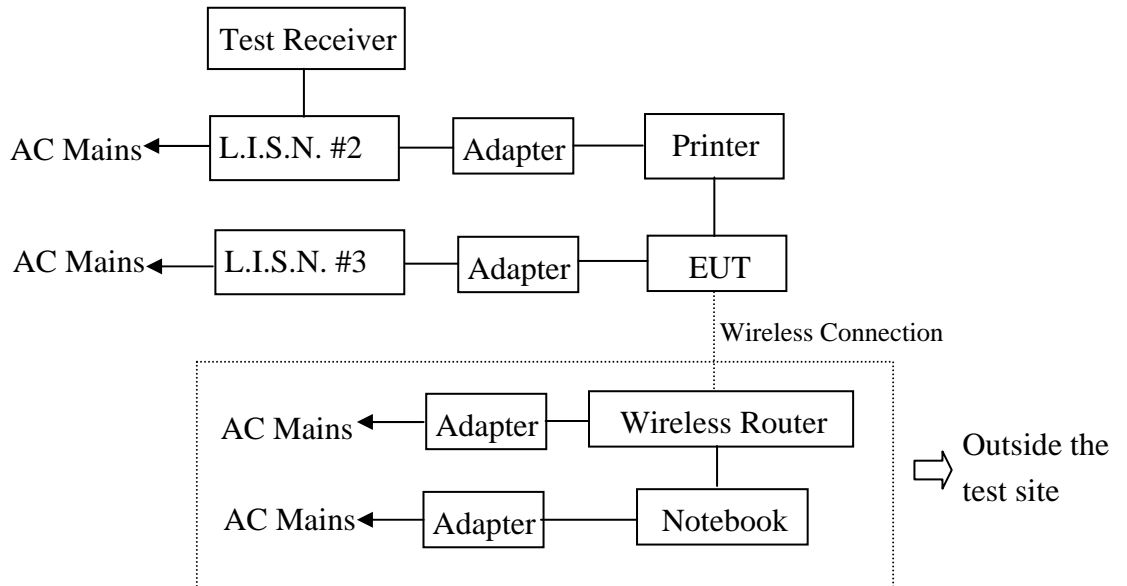 Test Receiver
AC Mains
L.I.S.N. #2
Adapter
Printer
AC Mains
L.I.S.N. #3
Adapter
EUT
Wireless Connection
AC Mains
Adapter
Wireless Router
Outside the
test site
AC Mains
Adapter
Notebook